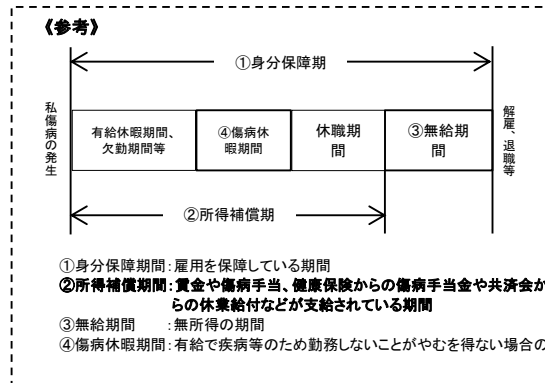 《参考》
①身分保障期
私傷病の発生
有給休暇期間、
欠勤期間等
④傷病休
暇期間
休職期
間
③無給期
間
解雇、退職等
②所得補償期
①身分保障期間：雇用を保障している期間
②所得補償期間：賃金や傷病手当、健康保険からの傷病手当金や共済会か
らの休業給付などが支給されている期間
③無給期間　　：無所得の期間
④傷病休暇期間：有給で疾病等のため勤務しないことがやむを得ない場合の